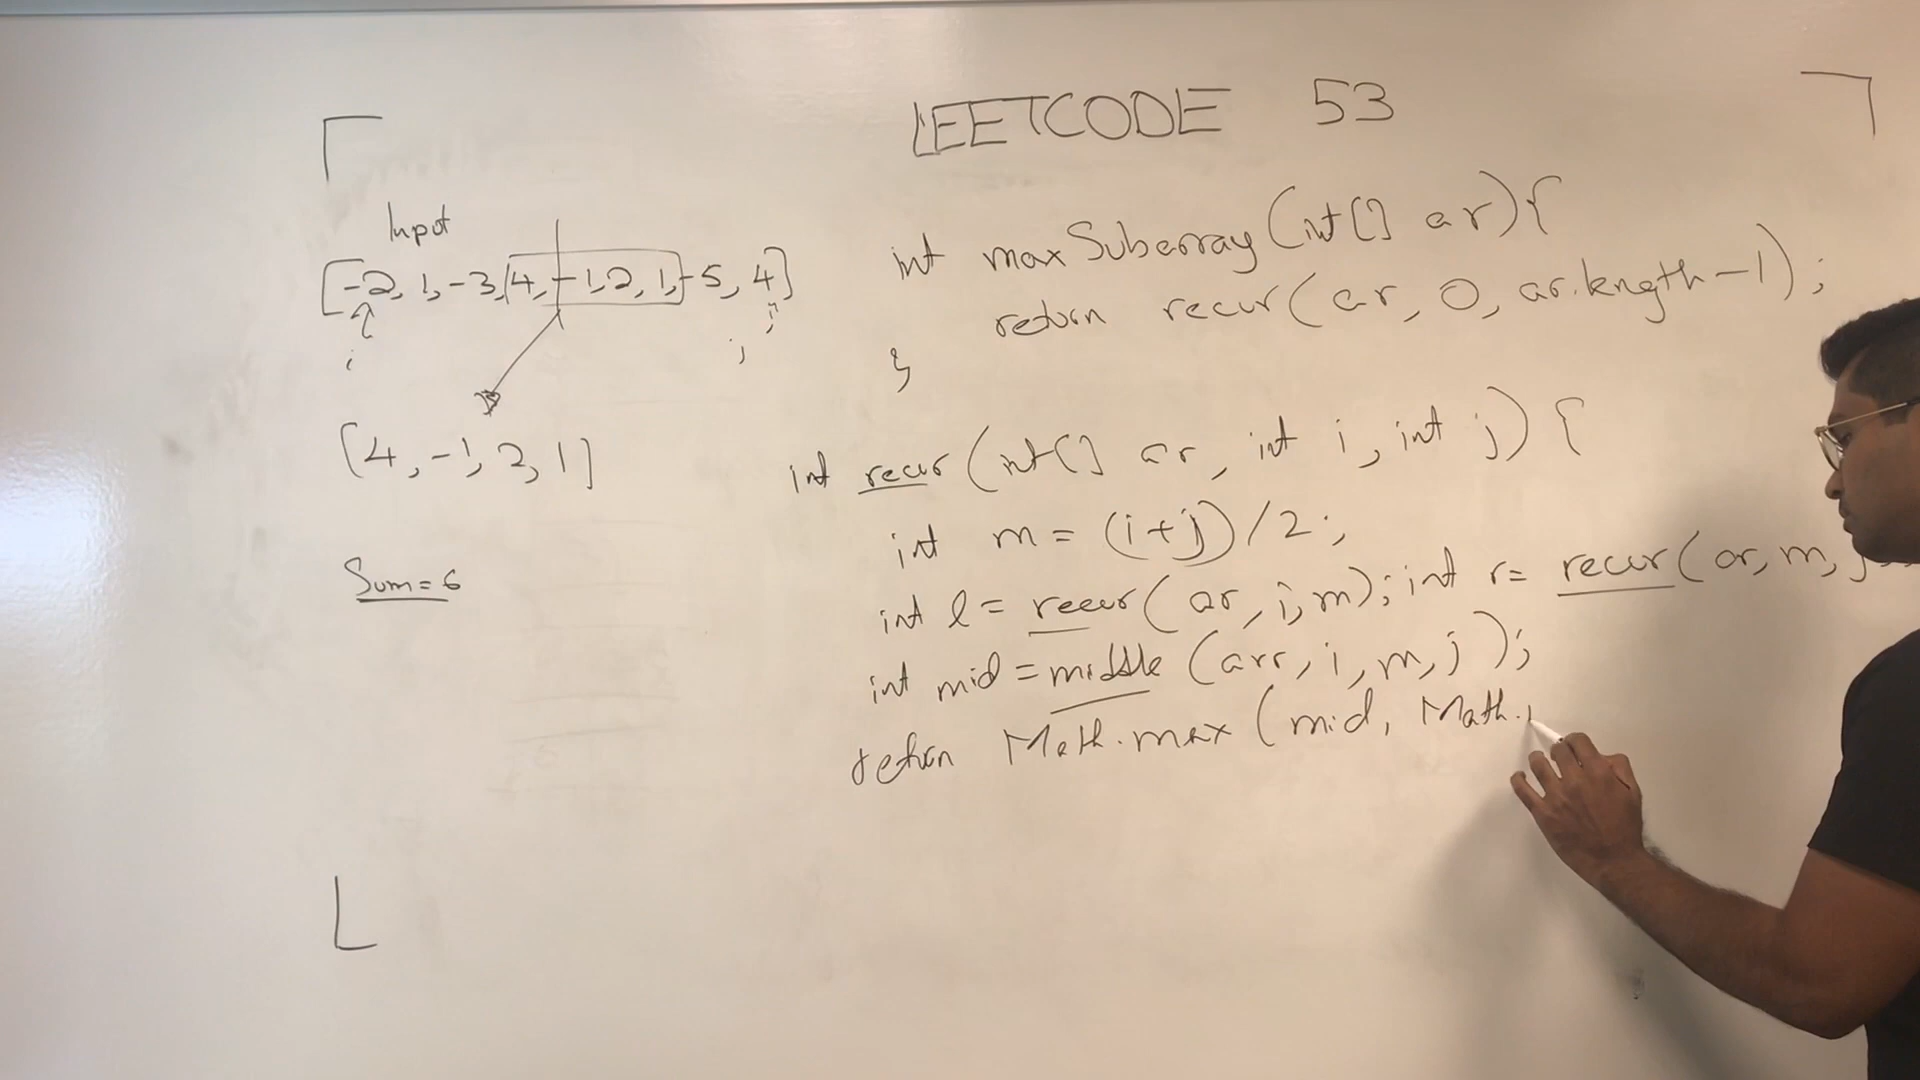 LEETCODE 53
Input
[-2, 1, -3, 4, -1, 2, 1, -5, 4]
i
j
j
[4, -1, 2, 1]
Sum = 6
int maxSubarray (int[] ar) {
return recur (ar, 0, ar.length - 1);
}
int recur (int[] ar, int i, int j) {
int m = (i+j) / 2;
int l = recur (ar, i, m); int r = recur (ar, m, j
int mid = middle (arr, i, m, j);
return Math.max (mid, Math.